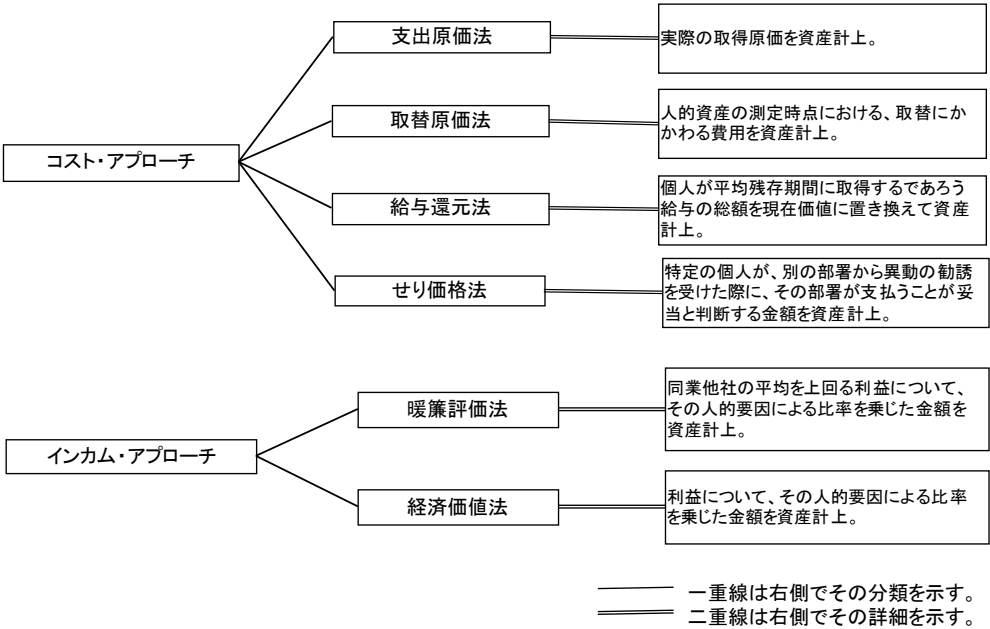 支出原価法
実際の取得原価を資産計上。
取替原価法
人的資産の測定時点における、取替にか
かわる費用を資産計上。
コスト・アプローチ
給与還元法
個人が平均残存期間に取得するであろう
給与の総額を現在価値に置き換えて資産
計上。
せり価格法
特定の個人が、別の部署から異動の勧誘
を受けた際に、その部署が支払うことが妥
当と判断する金額を資産計上。
暖簾評価法
同業他社の平均を上回る利益について、
その人的要因による比率を乗じた金額を
資産計上。
インカム・アプローチ
経済価値法
利益について、その人的要因による比率
を乗じた金額を資産計上。
一重線は右側でその分類を示す。
二重線は右側でその詳細を示す。